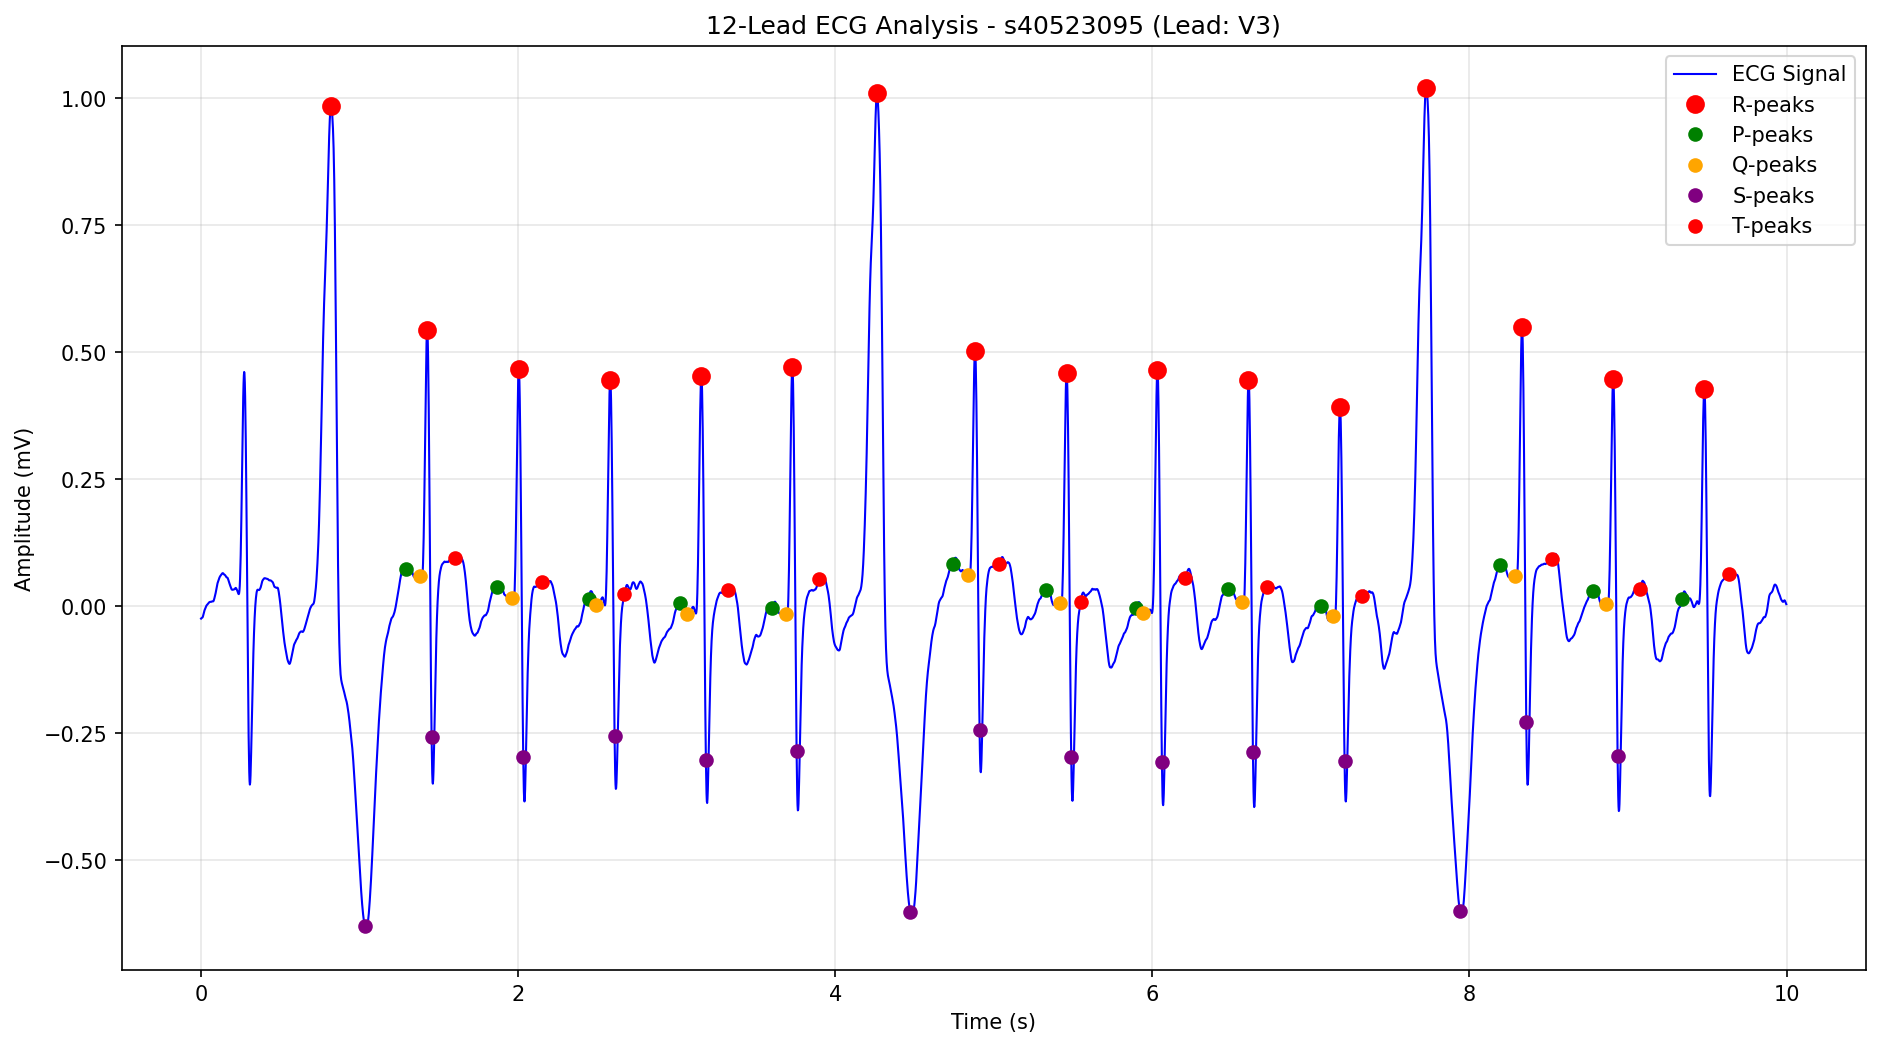 12-Lead ECG Analysis - s40523095 (Lead: V3)
ECG Signal
R-peaks
P-peaks
Q-peaks
S-peaks
T-peaks
Amplitude (mV)
1.00
0.75
0.50
0.25
0.00
−0.25
−0.50
0 2 4 6 8 10
Time (s)